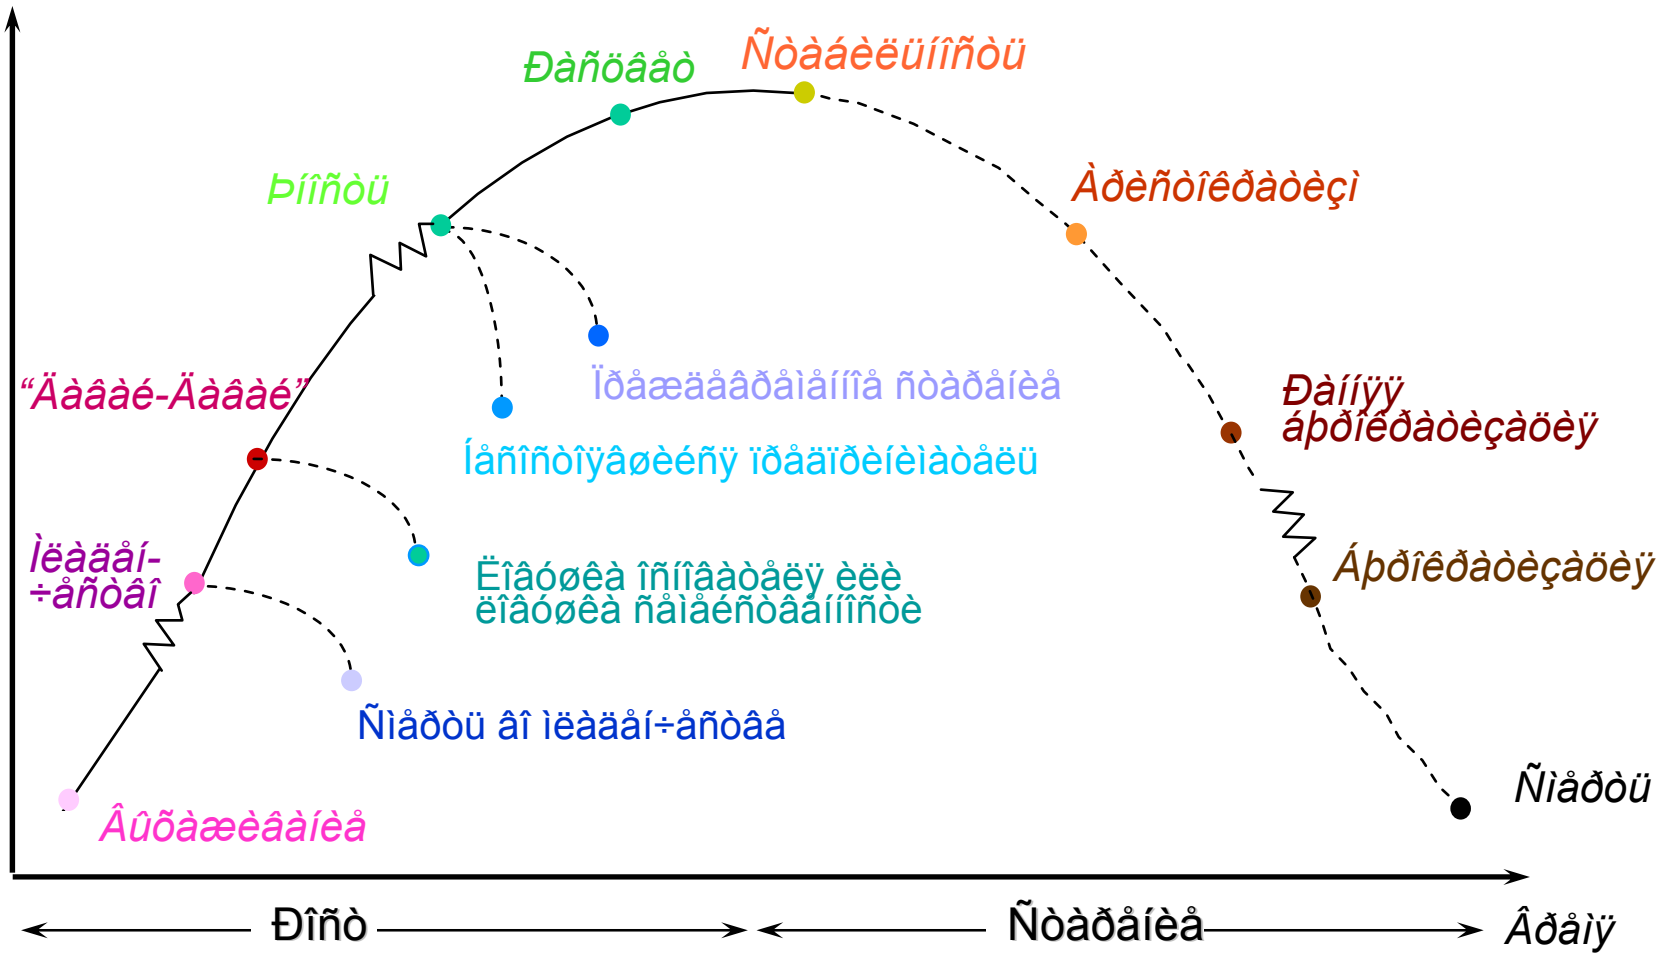 Ñòàáèëüíîñòü
Ðàñöâåò
Þíîñòü
Àðèñòîêðàòèçì
“Äàâàé-Äàâàé”
Ïðåæäåâðåìåííîå ñòàðåíèå
Ðàííÿÿ
áþðîêðàòèçàöèÿ
Íåñîñòîÿâøèéñÿ ïðåäïðèíèìàòåëü
Ìëàäåí-
÷åñòâî
Ëîâóøêà îñíîâàòåëÿ èëè
ëîâóøêà ñåìåéñòâåííîñòè
Áþðîêðàòèçàöèÿ
Ñìåðòü âî ìëàäåí÷åñòâå
Ñìåðòü
Âûõàæèâàíèå
Ðîñò
Ñòàðåíèå
Âðåìÿ